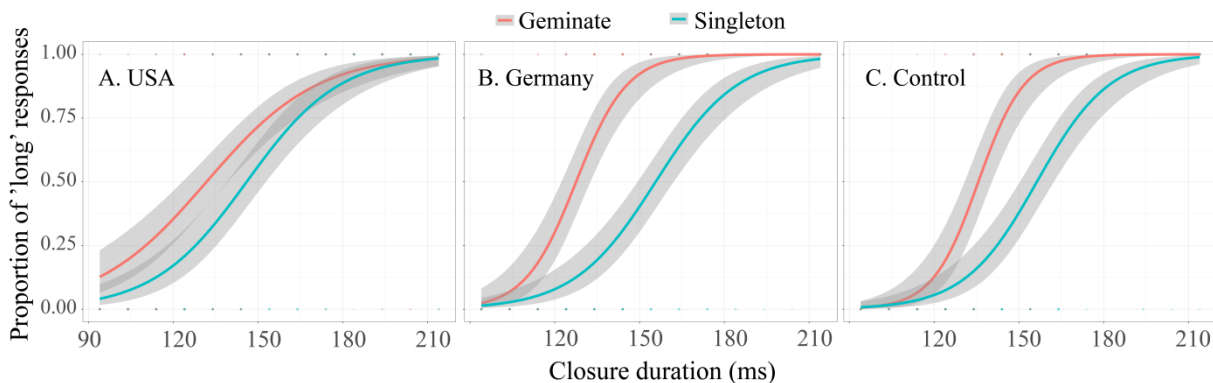 Geminate Singleton
Proportion of 'long' responses
1.00
0.75
0.50
0.25
0.00
A. USA
B. Germany
C. Control
90 120 150 180 210 120 150 180 210 120 150 180 210
Closure duration (ms)